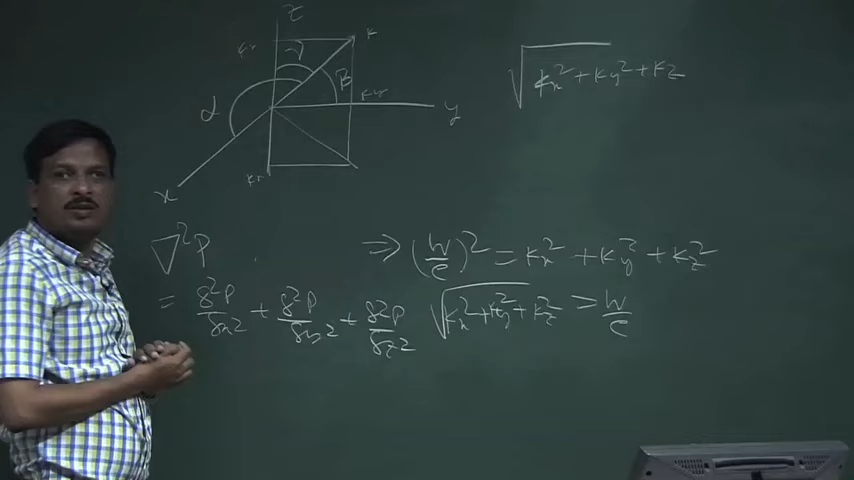 z
k
kz
γ
α
β
ky
y
√kx² + ky² + kz
x
∇²P ⇒ (ω/c)² = kx² + ky² + kz²
= δ²P/δx² + δ²P/δy² + δ²P/δz² √kx² + ky² + kz² = ω/c